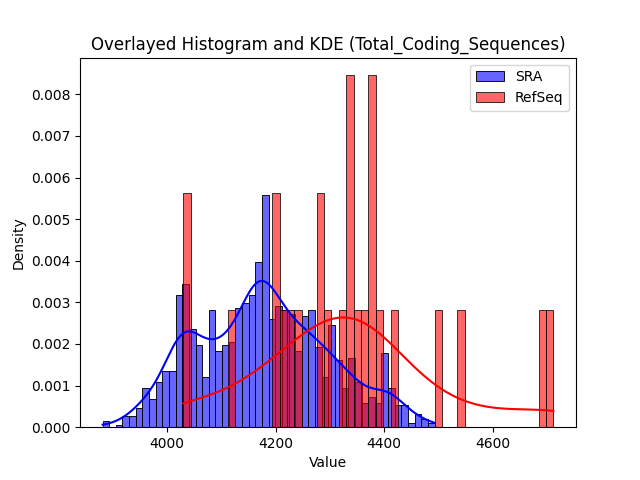 Overlayed Histogram and KDE (Total_Coding_Sequences)
SRA
RefSeq
0.008
0.007
0.006
0.005
0.004
0.003
0.002
0.001
0.000
Density
4000 4200 4400 4600
Value